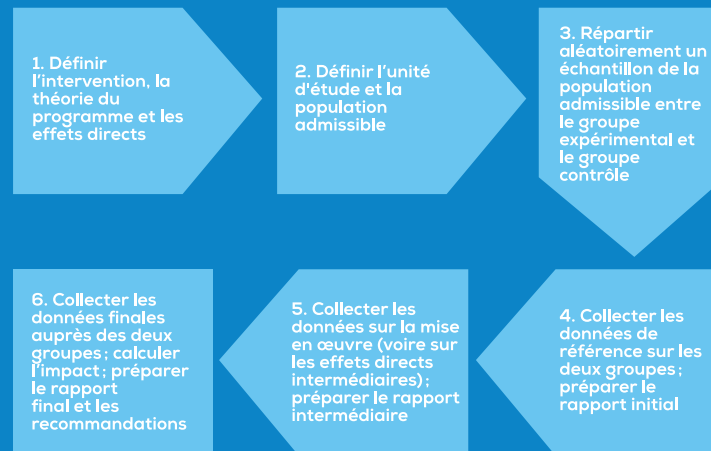 1. Définir
l'intervention, la
théorie du
programme et les
effets directs
2. Définir l'unité
d'étude et la
population
admissible
3. Répartir
aléatoirement un
échantillon de la
population
admissible entre
le groupe
expérimental et
le groupe
contrôle
4. Collecter les
données de
référence sur les
deux groupes ;
préparer le
rapport initial
5. Collecter les
données sur la mise
en œuvre (voire sur
les effets directs
intermédiaires) ;
préparer le rapport
intermédiaire
6. Collecter les
données finales
auprès des deux
groupes ; calculer
l'impact ; préparer
le rapport
final et les
recommandations